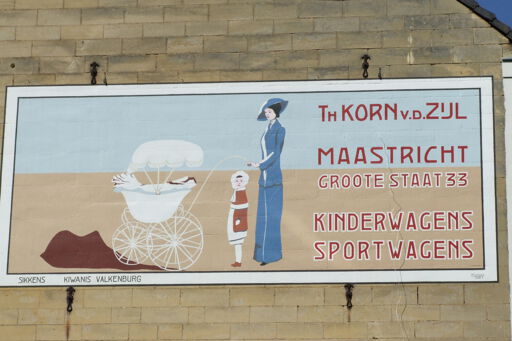 TH KORN V.D. ZIJL
MAASTRICHT
GROOTE STAAT 33
KINDERWAGENS
SPORTWAGENS
SIKKENS KIWANIS VALKENBURG